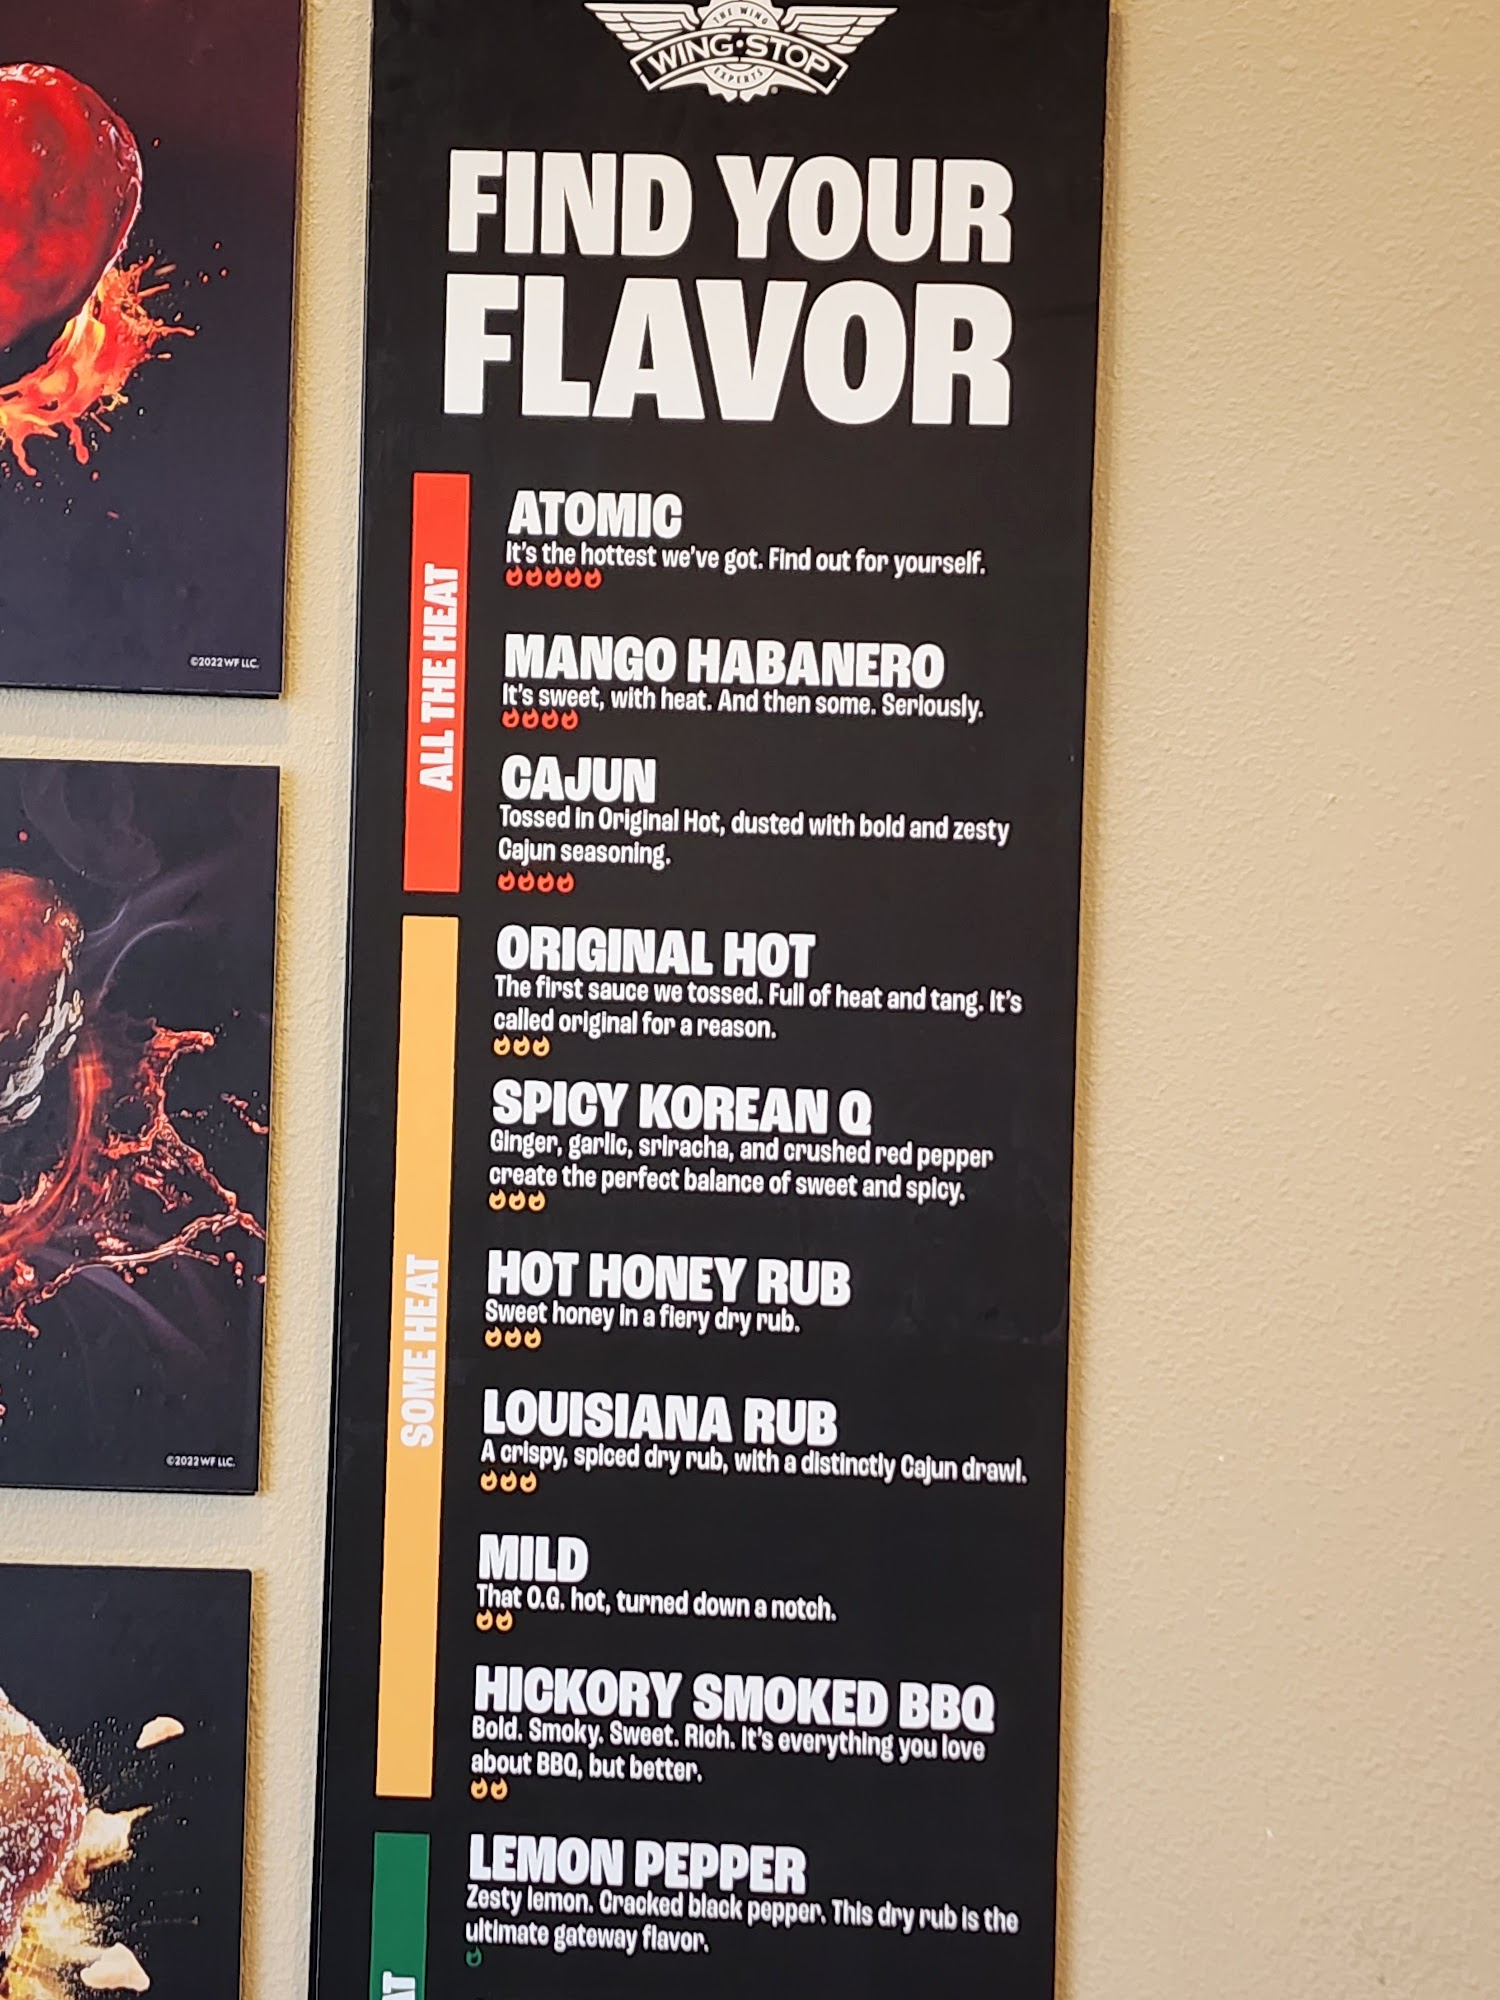 THE WING
WING·STOP
EXPERTS
FIND YOUR
FLAVOR
ALL THE HEAT
ATOMIC
It's the hottest we've got. Find out for yourself.
MANGO HABANERO
It's sweet, with heat. And then some. Seriously.
CAJUN
Tossed in Original Hot, dusted with bold and zesty
Cajun seasoning.
SOME HEAT
ORIGINAL HOT
The first sauce we tossed. Full of heat and tang. It's
called original for a reason.
SPICY KOREAN Q
Ginger, garlic, sriracha, and crushed red pepper
create the perfect balance of sweet and spicy.
HOT HONEY RUB
Sweet honey in a fiery dry rub.
LOUISIANA RUB
A crispy, spiced dry rub, with a distinctly Cajun drawl.
MILD
That O.G. hot, turned down a notch.
HICKORY SMOKED BBQ
Bold. Smoky. Sweet. Rich. It's everything you love
about BBQ, but better.
LEMON PEPPER
Zesty lemon. Cracked black pepper. This dry rub is the
ultimate gateway flavor.
©2022 WF LLC.
©2022 WF LLC.